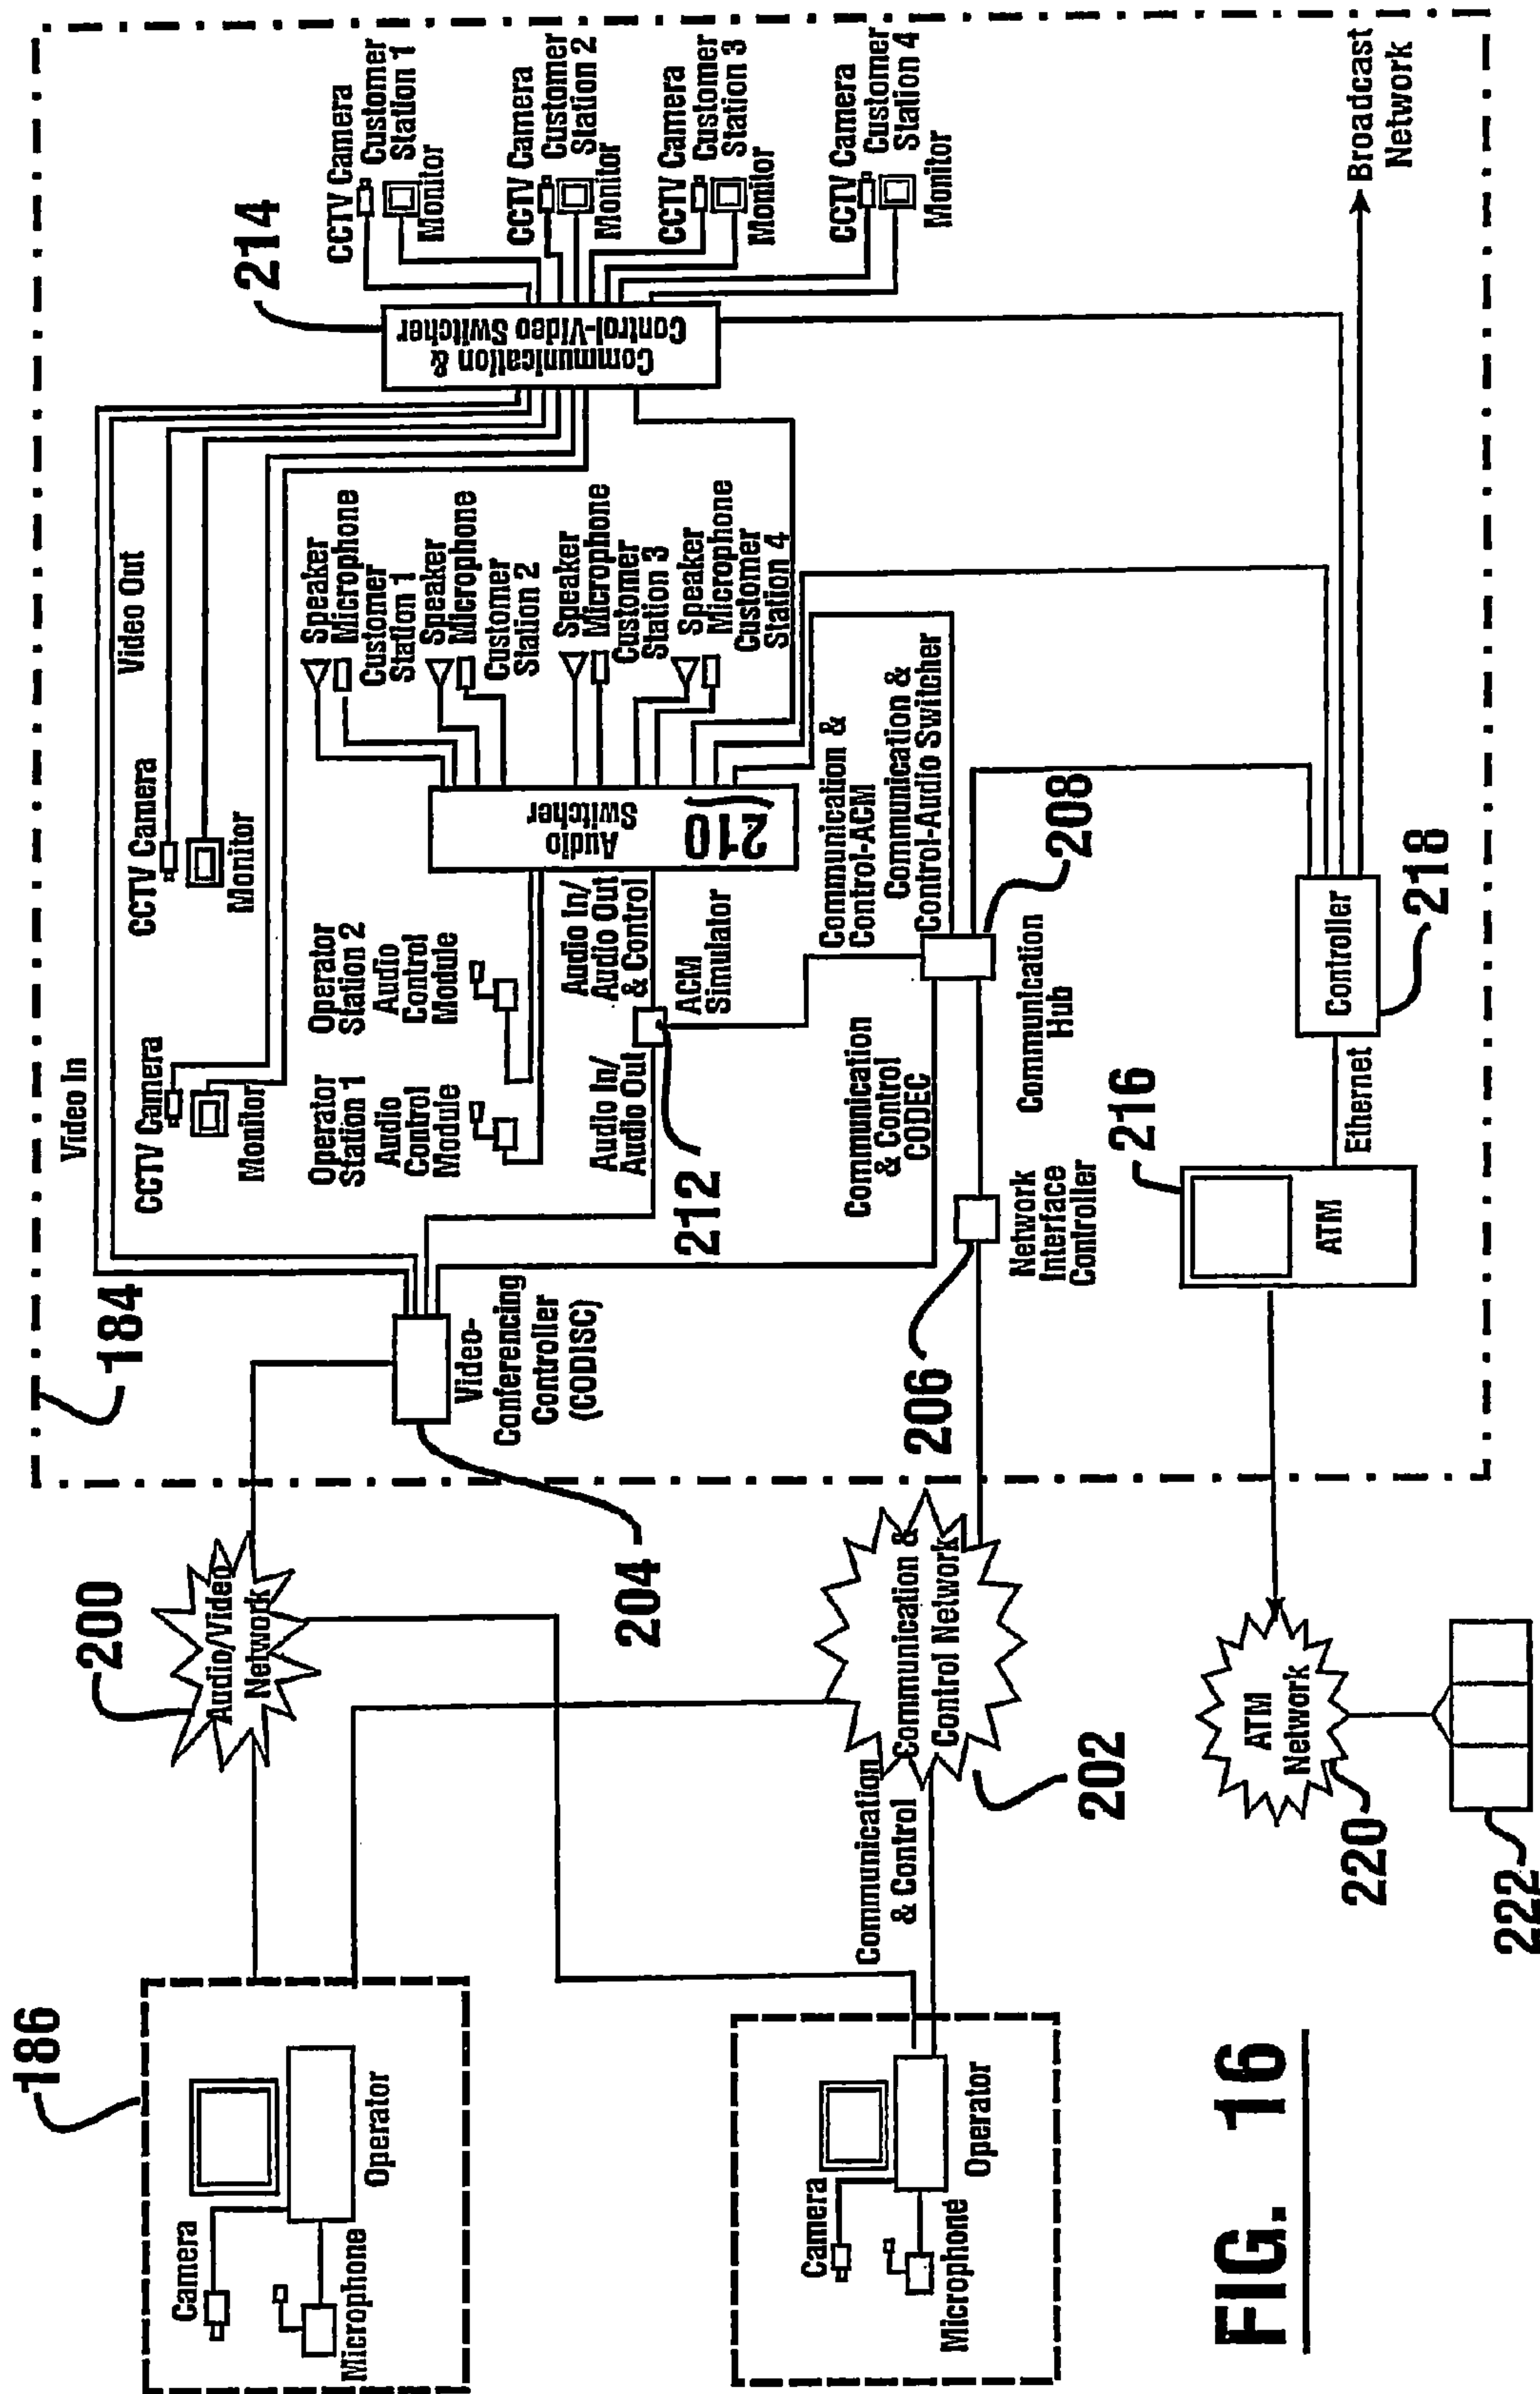 186
Camera
Microphone
Operator
Camera
Microphone
Operator
Communication
& Control
200
Audio/Video
Network
Communication &
Control Network
202
ATM
Network
220
222
184
204
Video-
Conferencing
Controller
(CODISC)
Video In
Video Out
CCTV Camera
Monitor
CCTV Camera
Monitor
Operator
Station 1
Audio
Control
Module
Operator
Station 2
Audio
Control
Module
Audio In/
Audio Out
Audio In/
Audio Out
& Control
212
ACM
Simulator
Audio
Switcher
210
Speaker
Microphone
Customer
Station 1
Speaker
Microphone
Customer
Station 2
Speaker
Microphone
Customer
Station 3
Speaker
Microphone
Customer
Station 4
214
Communication &
Control-Video Switcher
CCTV Camera
Customer
Station 1
Monitor
CCTV Camera
Customer
Station 2
Monitor
CCTV Camera
Customer
Station 3
Monitor
CCTV Camera
Customer
Station 4
Monitor
Communication
& Control
CODEC
206
Network
Interface
Controller
Communication
Hub
208
Communication &
Control-ACM
Communication &
Control-Audio Switcher
216
ATM
Ethernet
Controller
218
Broadcast
Network
FIG. 16